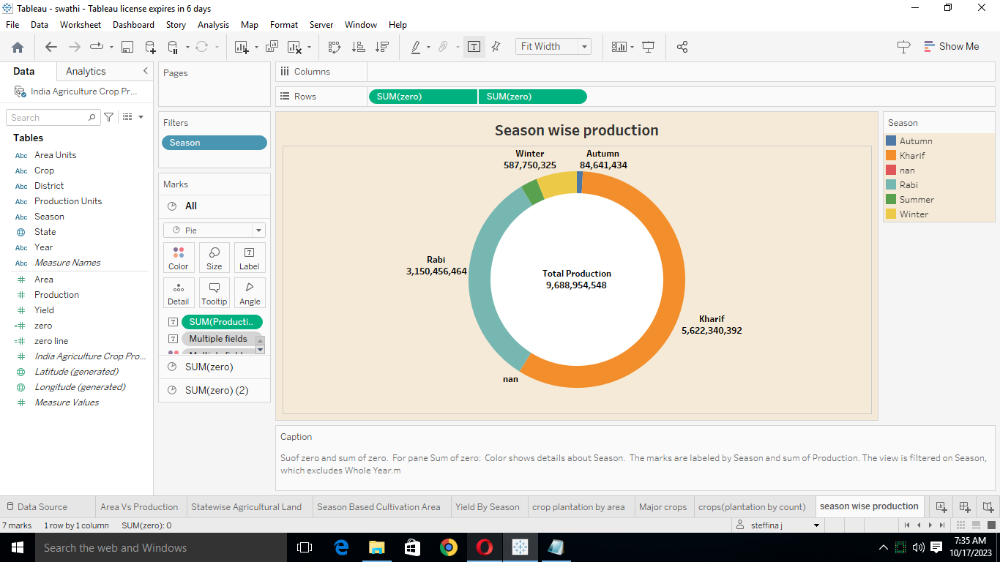 Tableau - swathi - Tableau license expires in 6 days
File Data Worksheet Dashboard Story Analysis Map Format Server Window Help
Fit Width
Show Me
Data Analytics
India Agriculture Crop Pr...
Search
Tables
Abc Area Units
Abc Crop
Abc District
Abc Production Units
Abc Season
State
Abc Year
Abc Measure Names
# Area
# Production
# Yield
=# zero
=# zero line
# India Agriculture Crop Pro...
Latitude (generated)
Longitude (generated)
# Measure Values
Pages
Filters
Season
Marks
All
Pie
Color Size Label
Detail Tooltip Angle
SUM(Producti..
Multiple fields
SUM(zero)
SUM(zero) (2)
Columns
Rows SUM(zero) SUM(zero)
Season wise production
Winter
587,750,325
Autumn
84,641,434
Rabi
3,150,456,464
Total Production
9,688,954,548
Kharif
5,622,340,392
nan
Season
Autumn
Kharif
nan
Rabi
Summer
Winter
Caption
Suof zero and sum of zero. For pane Sum of zero: Color shows details about Season. The marks are labeled by Season and sum of Production. The view is filtered on Season,
which excludes Whole Year.m
Data Source Area Vs Production Statewise Agricultural Land Season Based Cultivation Area Yield By Season crop plantation by area Major crops crops(plantation by count) season wise production
7 marks 1 row by 1 column SUM(zero): 0 steffina j
Search the web and Windows
7:35 AM
10/17/2023